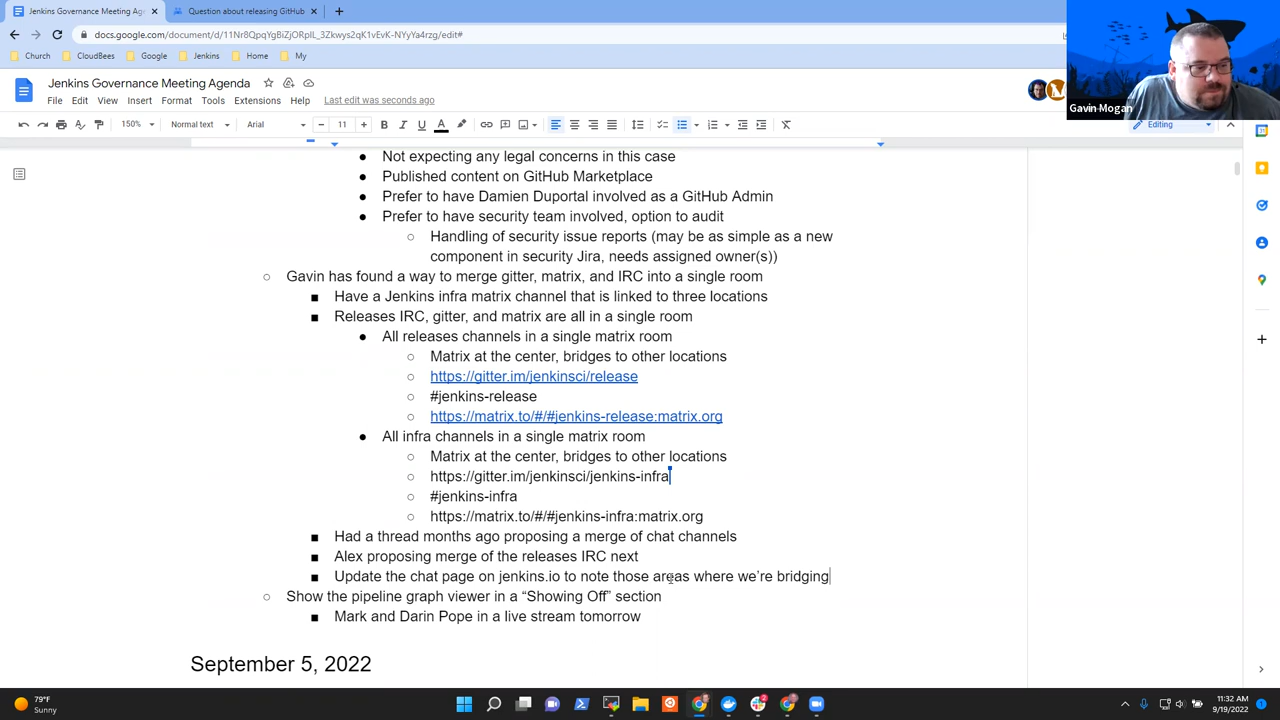 Jenkins Governance Meeting Age
Question about releasing GitHub
docs.google.com/document/d/11Nr8QpqYgBiZjORpIL_3Zkwys2qK1vEvK-NYyYa4rzg/edit#
Church
CloudBees
Google
Jenkins
Home
My
Gavin Mogan
Jenkins Governance Meeting Agenda
File Edit View Insert Format Tools Extensions Help Last edit was seconds ago
150% Normal text Arial 11 Editing
Not expecting any legal concerns in this case
Published content on GitHub Marketplace
Prefer to have Damien Duportal involved as a GitHub Admin
Prefer to have security team involved, option to audit
Handling of security issue reports (may be as simple as a new
component in security Jira, needs assigned owner(s))
Gavin has found a way to merge gitter, matrix, and IRC into a single room
Have a Jenkins infra matrix channel that is linked to three locations
Releases IRC, gitter, and matrix are all in a single room
All releases channels in a single matrix room
Matrix at the center, bridges to other locations
https://gitter.im/jenkinsci/release
#jenkins-release
https://matrix.to/#/#jenkins-release:matrix.org
All infra channels in a single matrix room
Matrix at the center, bridges to other locations
https://gitter.im/jenkinsci/jenkins-infra
#jenkins-infra
https://matrix.to/#/#jenkins-infra:matrix.org
Had a thread months ago proposing a merge of chat channels
Alex proposing merge of the releases IRC next
Update the chat page on jenkins.io to note those areas where we're bridging
Show the pipeline graph viewer in a “Showing Off” section
Mark and Darin Pope in a live stream tomorrow
September 5, 2022
79°F
Sunny
11:32 AM
9/19/2022